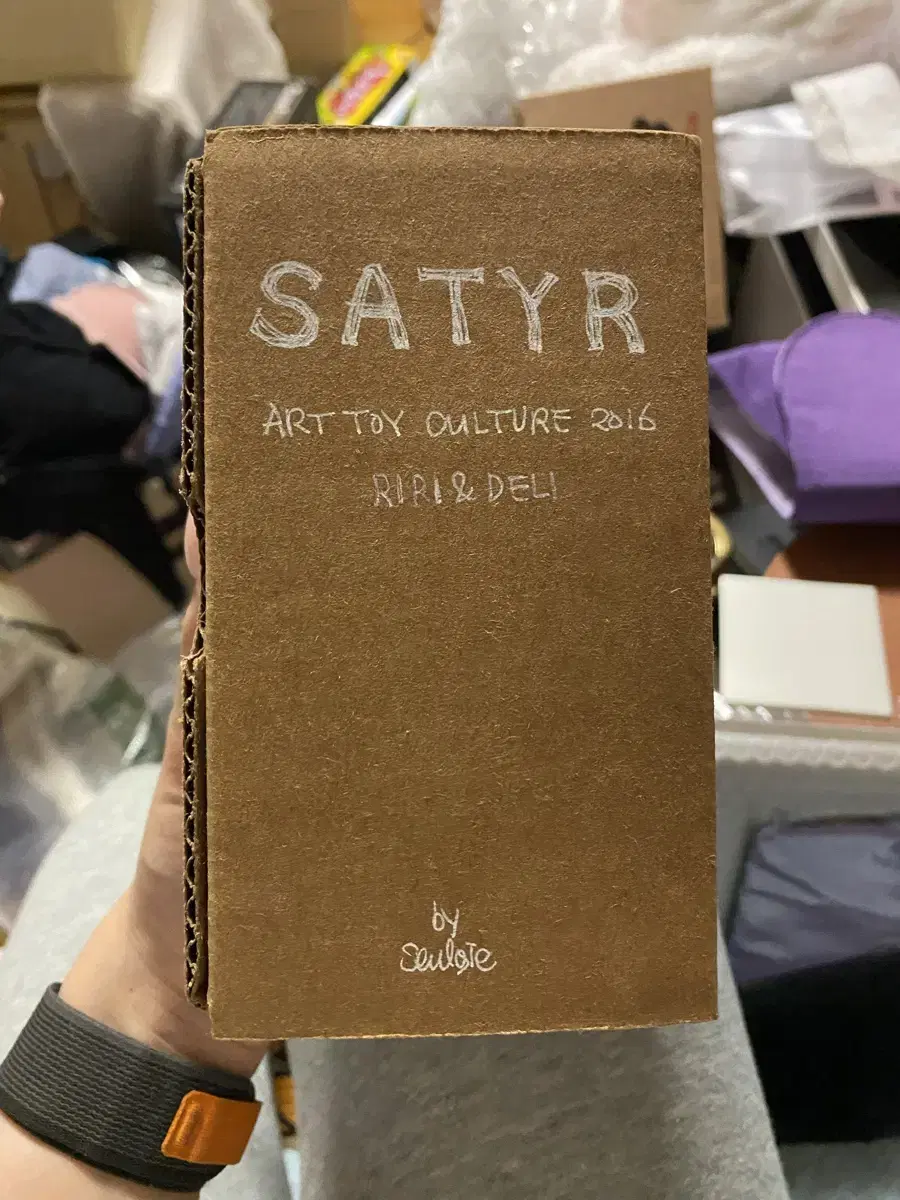 SATYR
ART TOY CULTURE 2016
RIRI & DELI
by
Seulgie